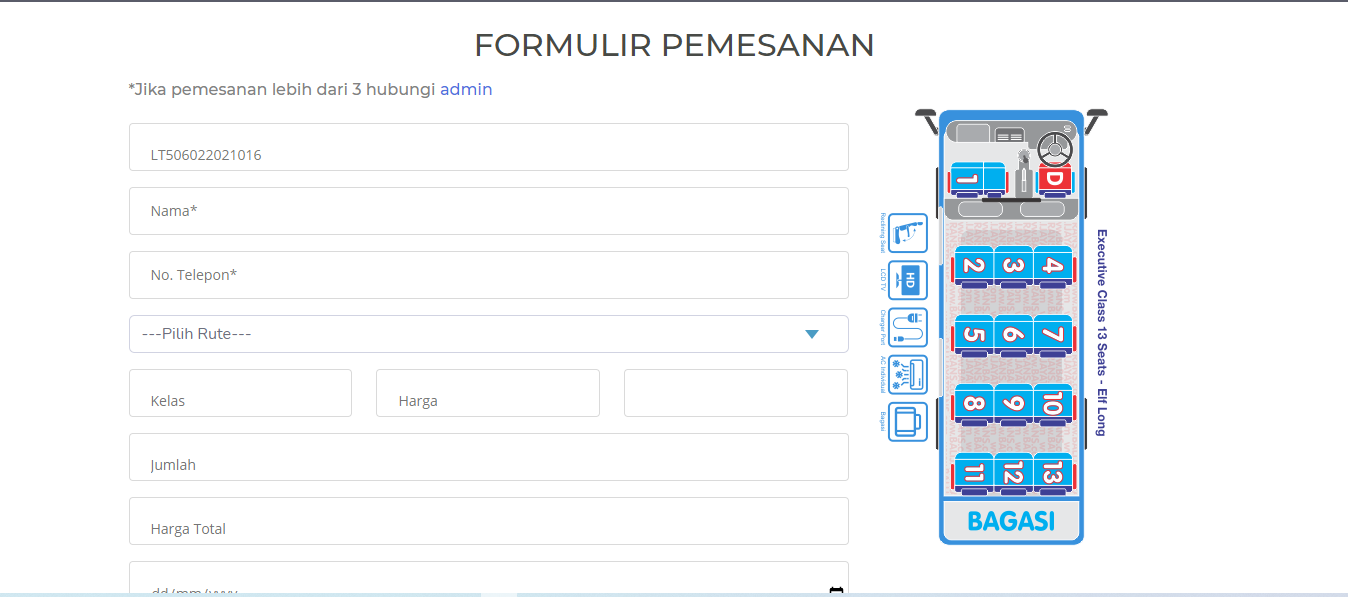 FORMULIR PEMESANAN
*Jika pemesanan lebih dari 3 hubungi admin
LT506022021016
Nama*
No. Telepon*
---Pilih Rute---
Kelas
Harga
Jumlah
Harga Total
dd/mm/yyyy
1
D
2 3 4
5 6 7
8 9 10
11 12 13
BAGASI
Reclining Seat
LCD TV
HD
Charger Port
AC Individual
Bagasi
Executive Class 13 Seats - Elf Long